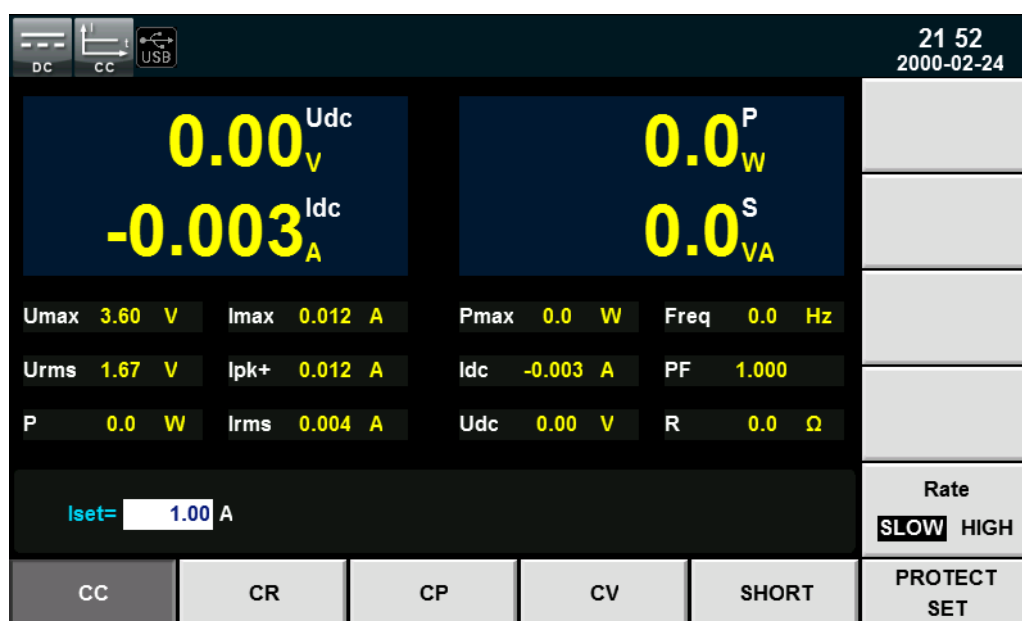 DC
I
t
CC
USB
21 52
2000-02-24
0.00 Udc V
-0.003 Idc A
0.0 P W
0.0 S VA
Umax 3.60 V Imax 0.012 A Pmax 0.0 W Freq 0.0 Hz
Urms 1.67 V Ipk+ 0.012 A Idc -0.003 A PF 1.000
P 0.0 W Irms 0.004 A Udc 0.00 V R 0.0 Ω
Iset= 1.00 A
Rate
SLOW HIGH
CC CR CP CV SHORT
PROTECT
SET